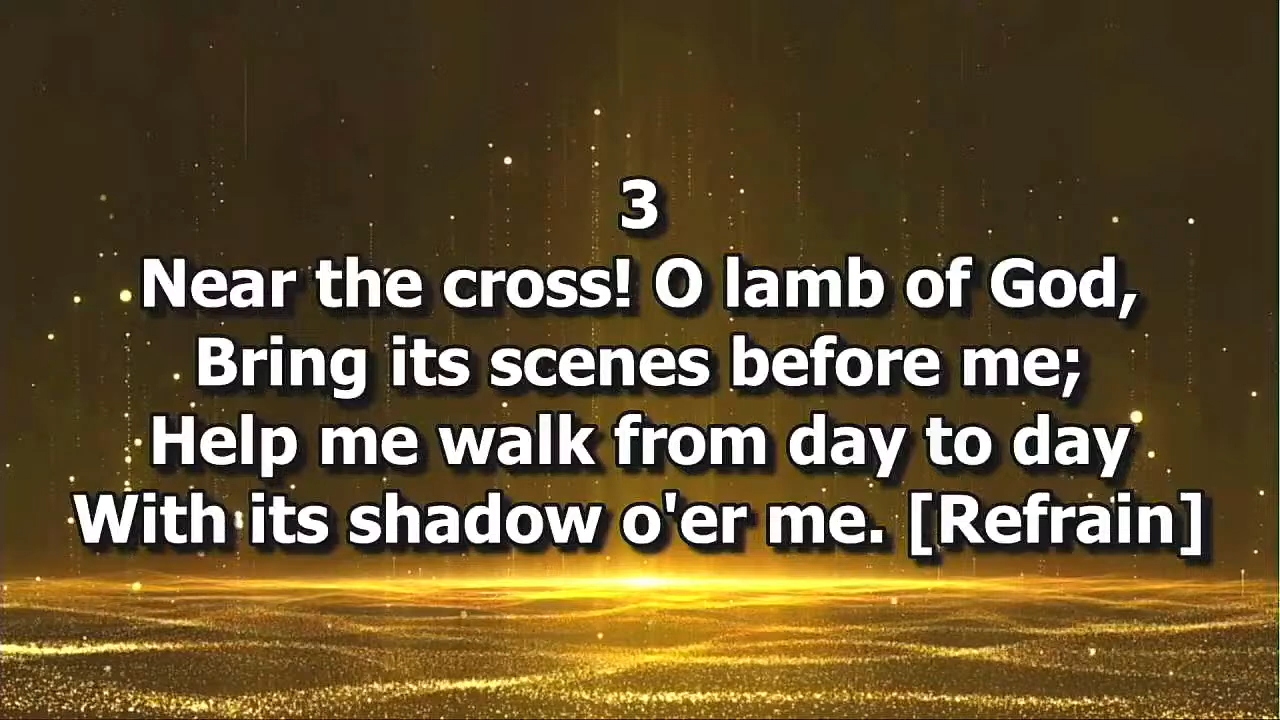 3
Near the cross! O lamb of God,
Bring its scenes before me;
Help me walk from day to day
With its shadow o'er me. [Refrain]